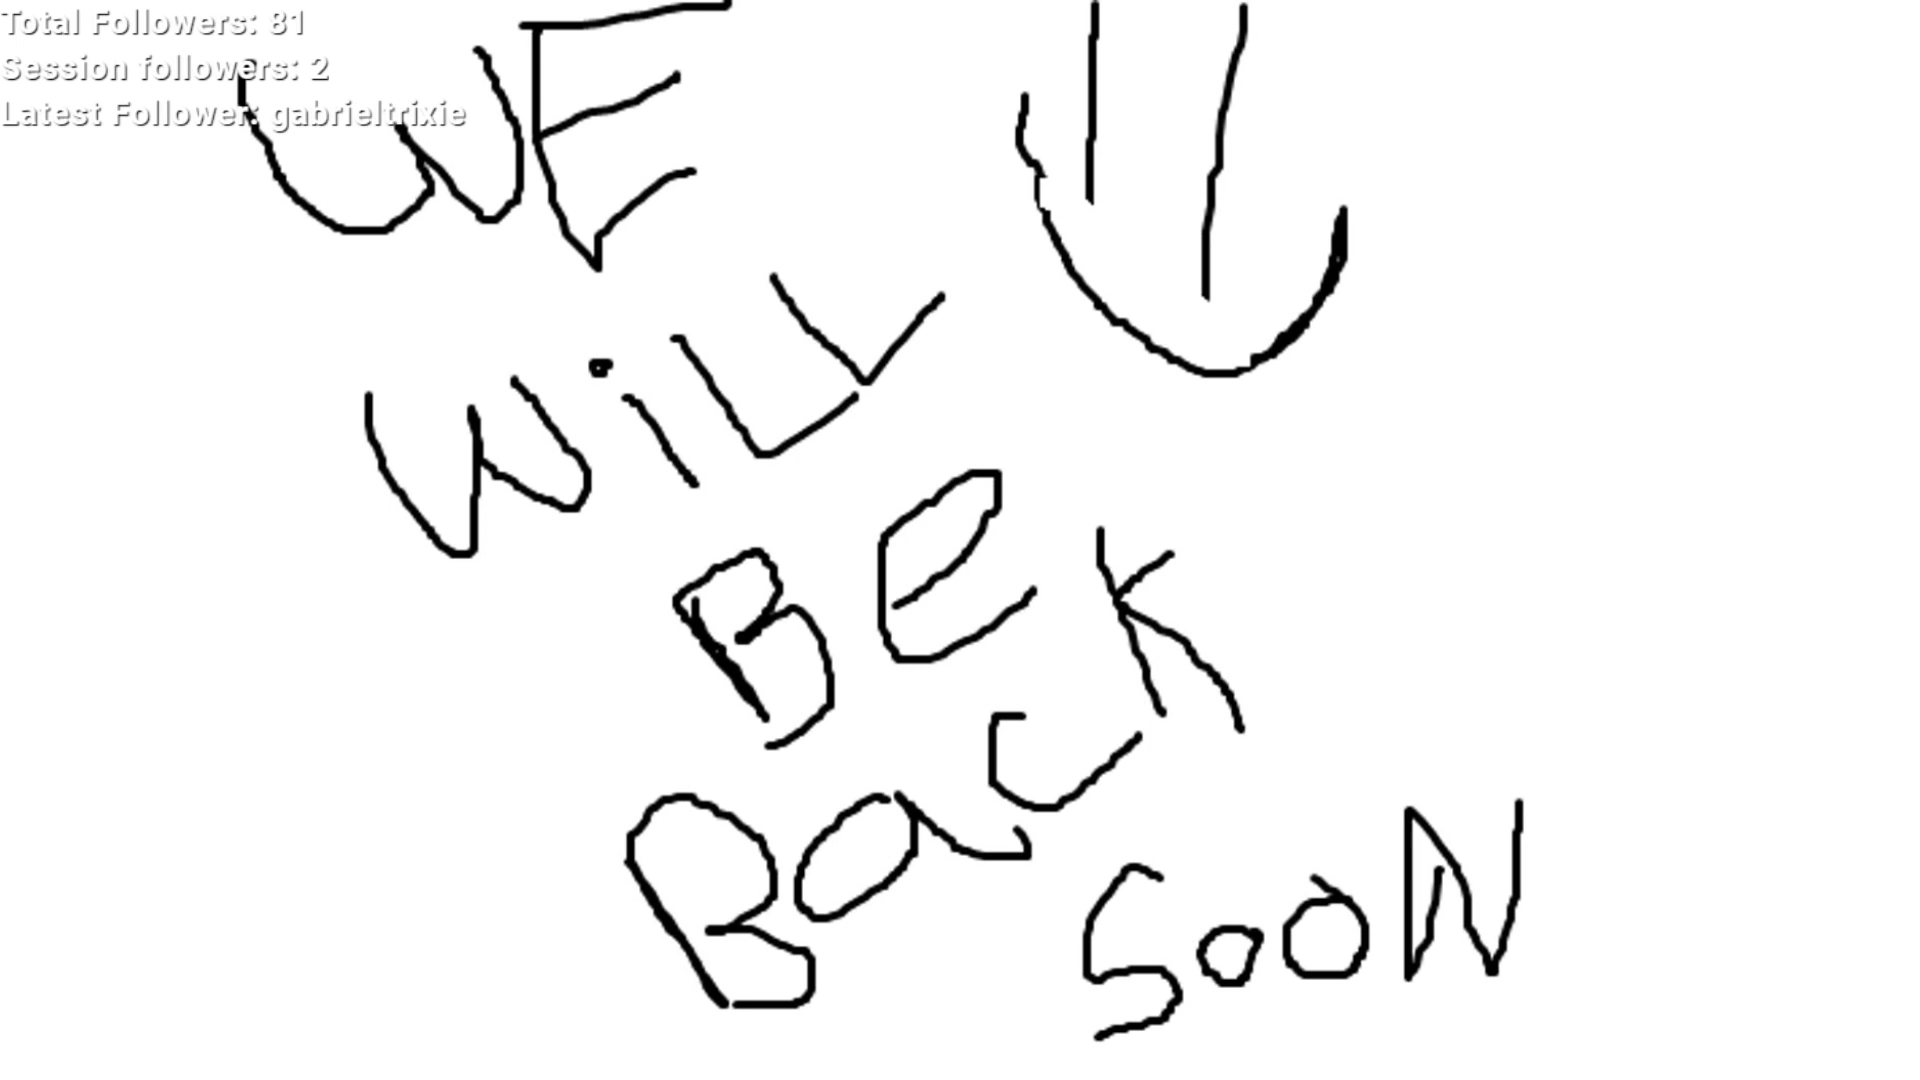 Total Followers: 81
Session followers: 2
Latest Follower: gabrieltrixie
WE
WiLL
Be
Back
SooN